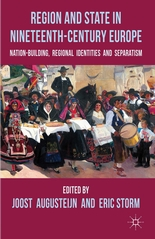 REGION AND STATE IN
NINETEENTH-CENTURY EUROPE
NATION-BUILDING, REGIONAL IDENTITIES AND SEPARATISM
EDITED BY
JOOST AUGUSTEIJN AND ERIC STORM